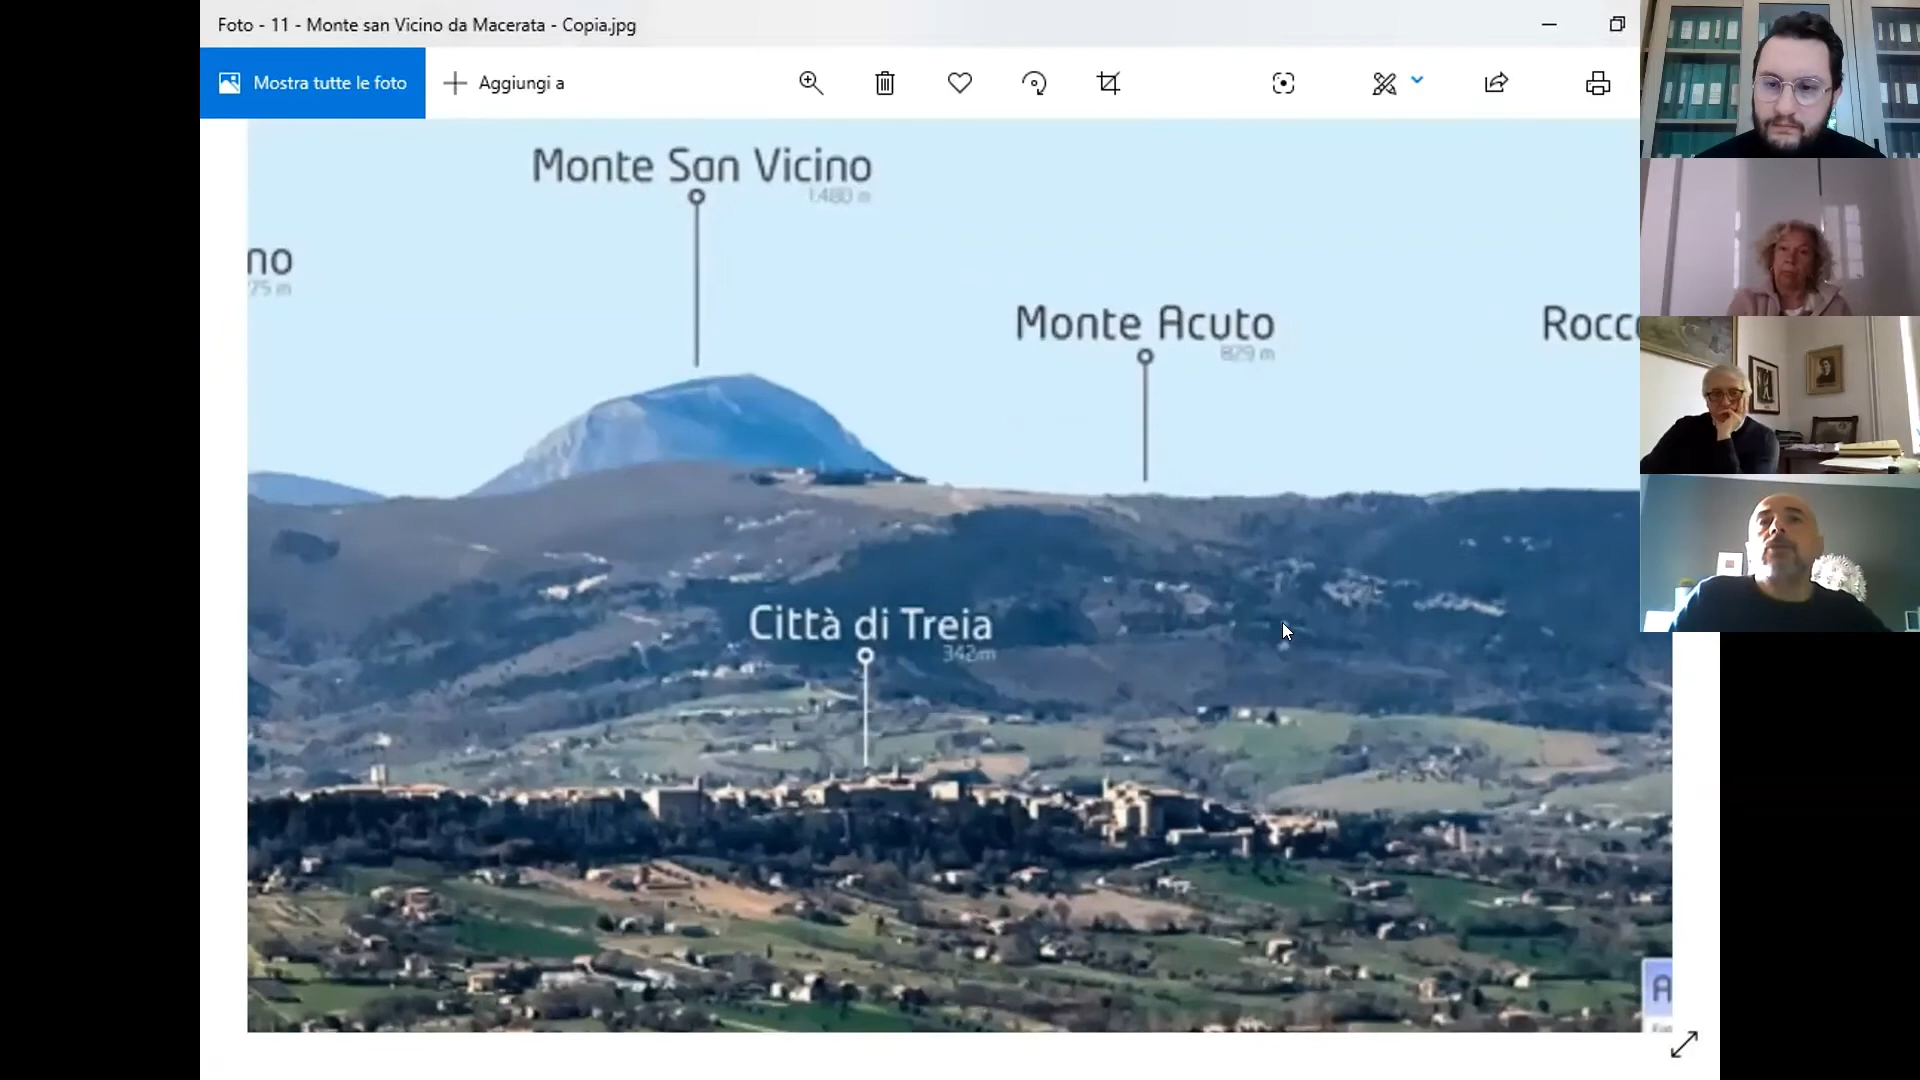 Foto - 11 - Monte san Vicino da Macerata - Copia.jpg
Mostra tutte le foto
Aggiungi a
Monte San Vicino
1.480 m
no
75 m
Monte Acuto
829 m
Rocc
Città di Treia
342m
A